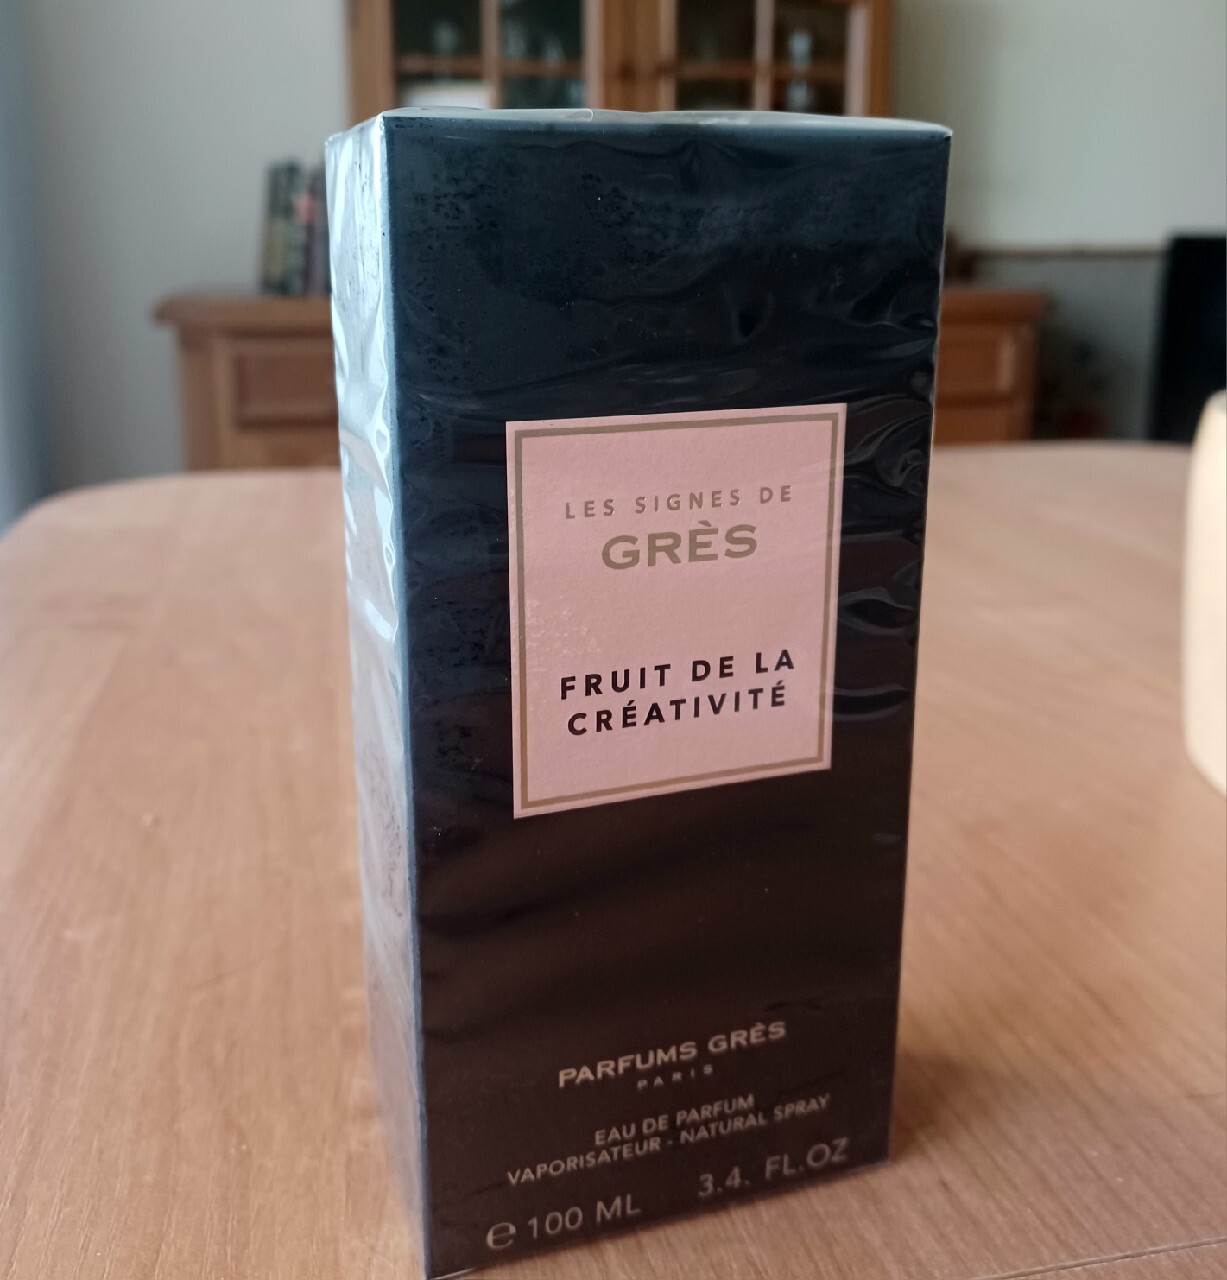 LES SIGNES DE
GRÈS
FRUIT DE LA
CRÉATIVITÉ
PARFUMS GRÈS
PARIS
EAU DE PARFUM
VAPORISATEUR - NATURAL SPRAY
℮ 100 ML 3.4. FL.OZ